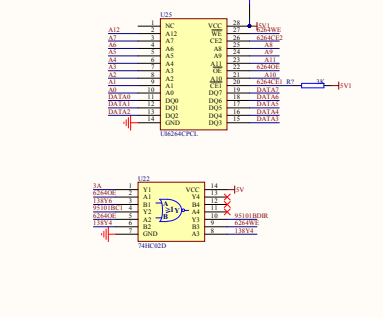 U25
1 NC VCC 28 5V1
A12 2 A12 WE 27 6264WE
A7 3 A7 CE2 26 6264CE2
A6 4 A6 A8 25 A8
A5 5 A5 A9 24 A9
A4 6 A4 A11 23 A11
A3 7 A3 OE 22 6264OE
A2 8 A2 A10 21 A10
A1 9 A1 CE1 20 6264CE1 R? 3K 5V1
A0 10 A0 DQ7 19 DATA7
DATA0 11 DQ0 DQ6 18 DATA6
DATA1 12 DQ1 DQ5 17 DATA5
DATA2 13 DQ2 DQ4 16 DATA4
14 GND DQ3 15 DATA3
UI6264CPCL
U22
3A 1 Y1 VCC 14 5V
6264OE 2 A1 Y4 13
138Y6 3 B1 B4 12
95101BC1 4 Y2 A4 11
6264OE 5 A2 Y3 10 95101BDIR
138Y4 6 B2 B3 9 6264WE
7 GND A3 8 138Y4
A ≥1 Y
B
74HC02D